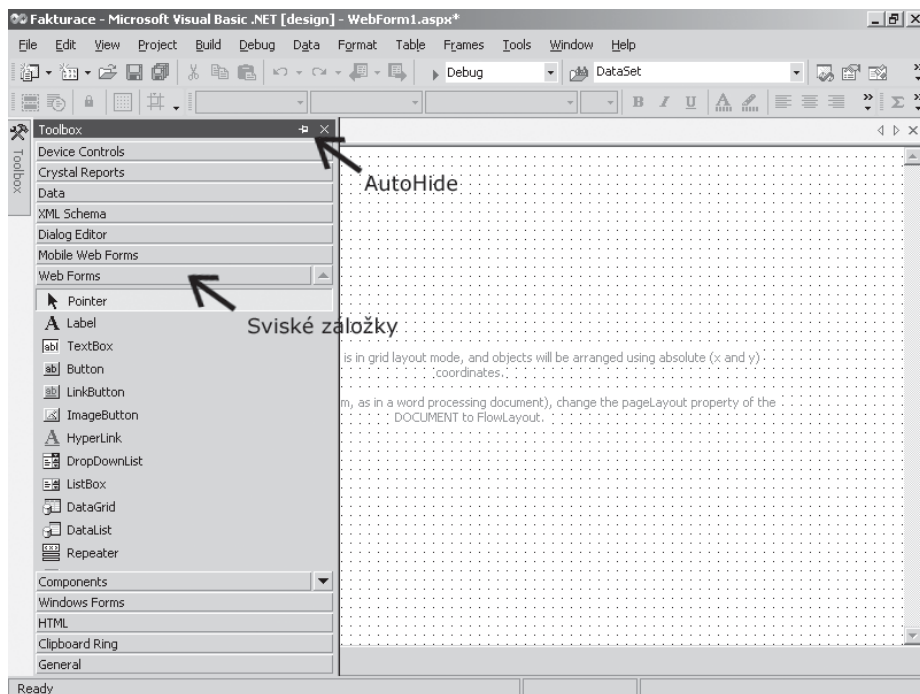 Fakturace - Microsoft Visual Basic .NET [design] - WebForm1.aspx*
File Edit View Project Build Debug Data Format Table Frames Tools Window Help
Debug DataSet
B I U A Σ
Toolbox
Toolbox
Device Controls
Crystal Reports
Data
XML Schema
Dialog Editor
Mobile Web Forms
Web Forms
Pointer
A Label
abl TextBox
ab Button
ab LinkButton
ImageButton
A HyperLink
DropDownList
ListBox
DataGrid
DataList
Repeater
Components
Windows Forms
HTML
Clipboard Ring
General
AutoHide
Sviské záložky
is in grid layout mode, and objects will be arranged using absolute (x and y)
coordinates.
m, as in a word processing document), change the pageLayout property of the
DOCUMENT to FlowLayout.
Ready